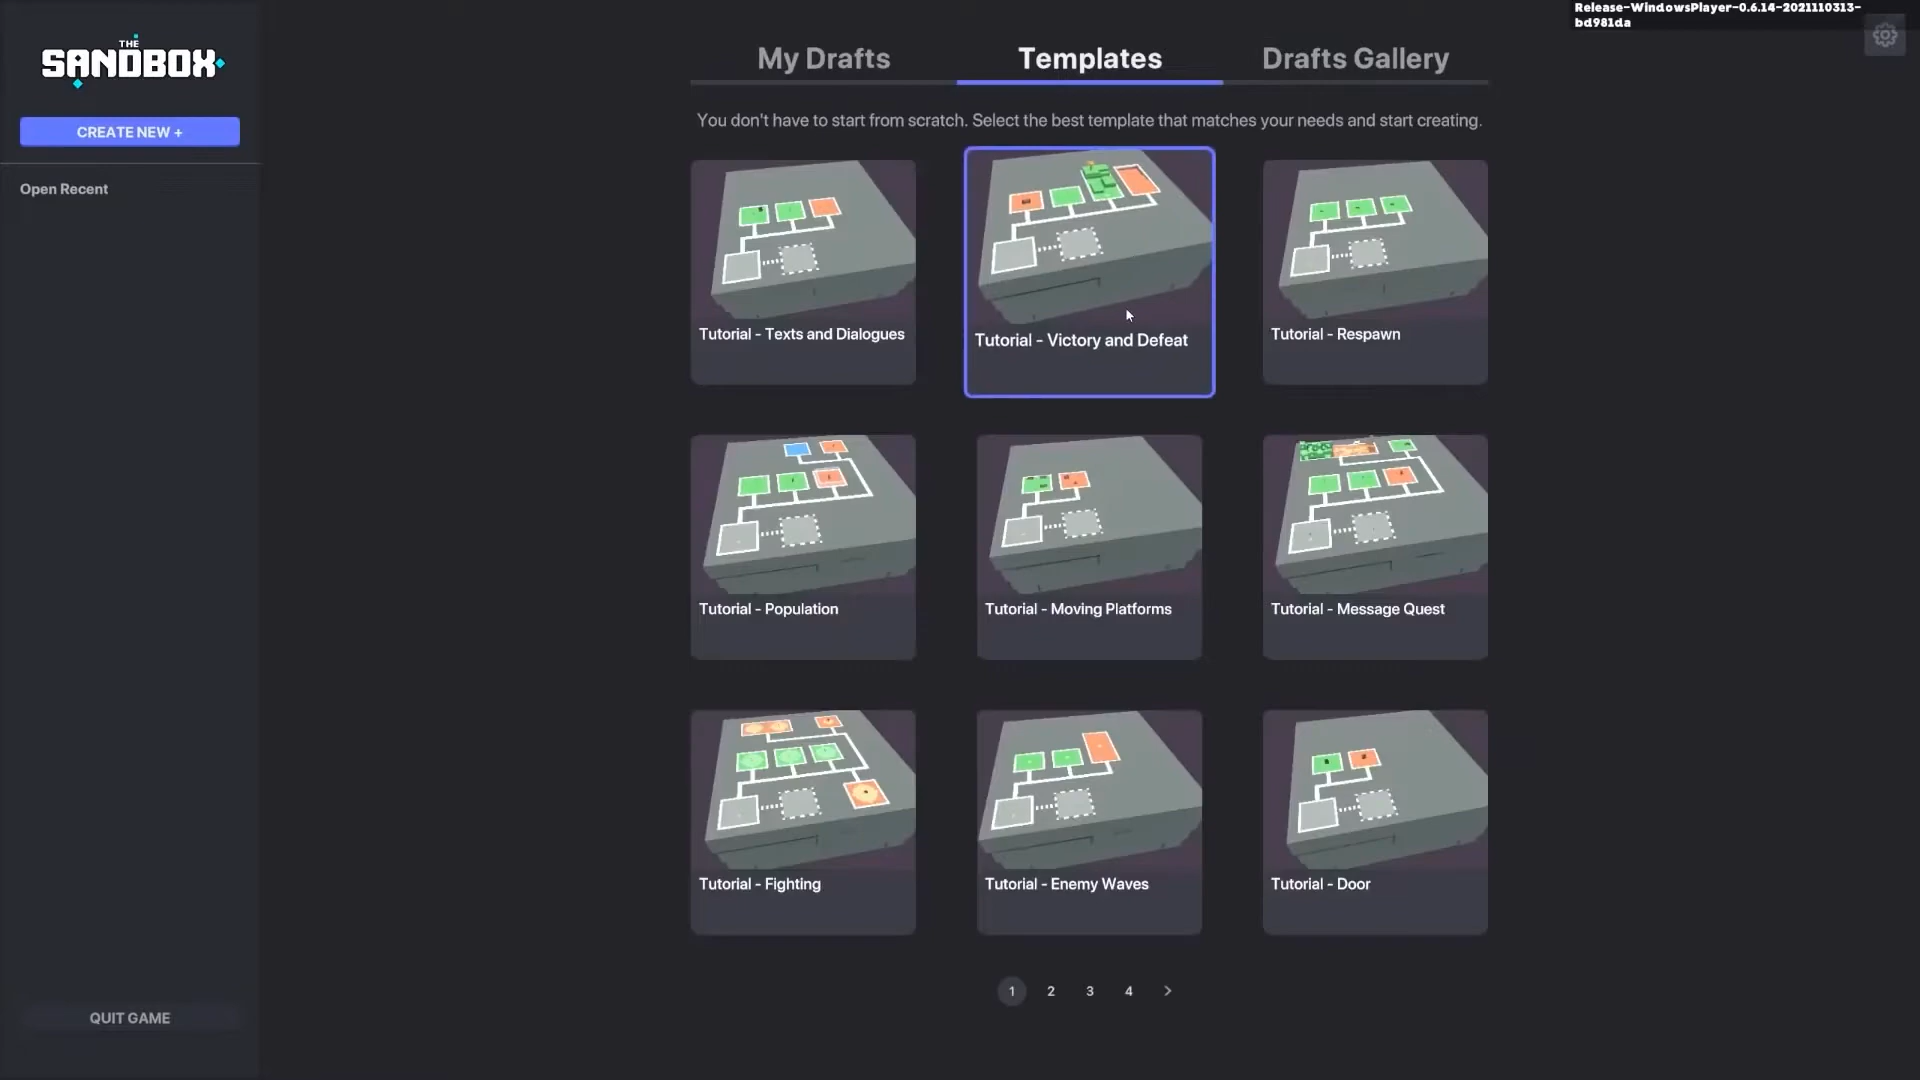 Release-WindowsPlayer-0.6.14-2021110313-
bd981da
THE
SANDBOX
CREATE NEW +
Open Recent
QUIT GAME
My Drafts
Templates
Drafts Gallery
You don't have to start from scratch. Select the best template that matches your needs and start creating.
Tutorial - Texts and Dialogues
Tutorial - Victory and Defeat
Tutorial - Respawn
Tutorial - Population
Tutorial - Moving Platforms
Tutorial - Message Quest
Tutorial - Fighting
Tutorial - Enemy Waves
Tutorial - Door
1 2 3 4 >